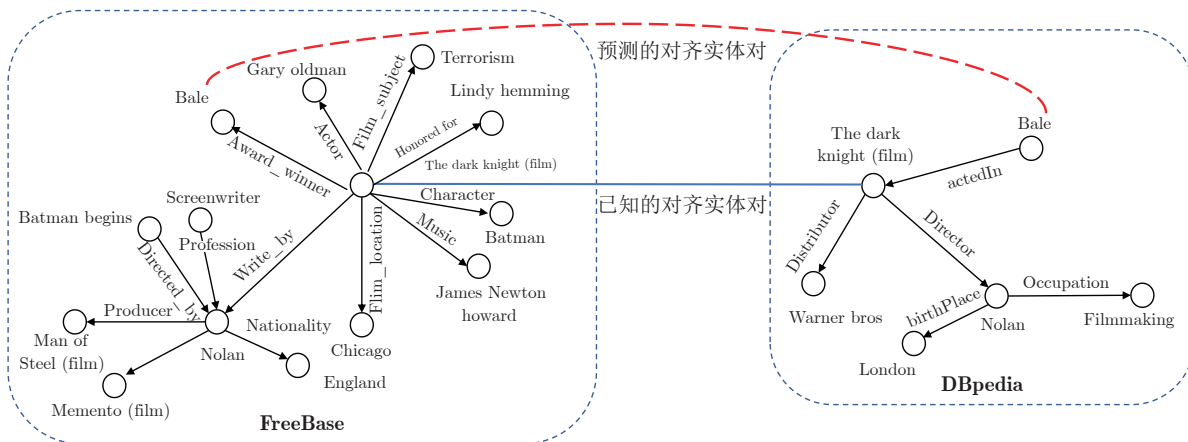 预测的对齐实体对
Terrorism
Gary oldman
Film_subject
Bale
Lindy hemming
Actor
Honored for
Award_winner
The dark knight (film)
Screenwriter
Character
Batman begins
Batman
Profession
Music
Directed_by
Write_by
Flim_location
James Newton
howard
Producer
Nationality
Man of
Steel (film)
Nolan
Chicago
England
Memento (film)
FreeBase
已知的对齐实体对
Bale
The dark
knight (film)
actedIn
Distributor
Director
Occupation
birthPlace
Warner bros
Nolan
Filmmaking
London
DBpedia